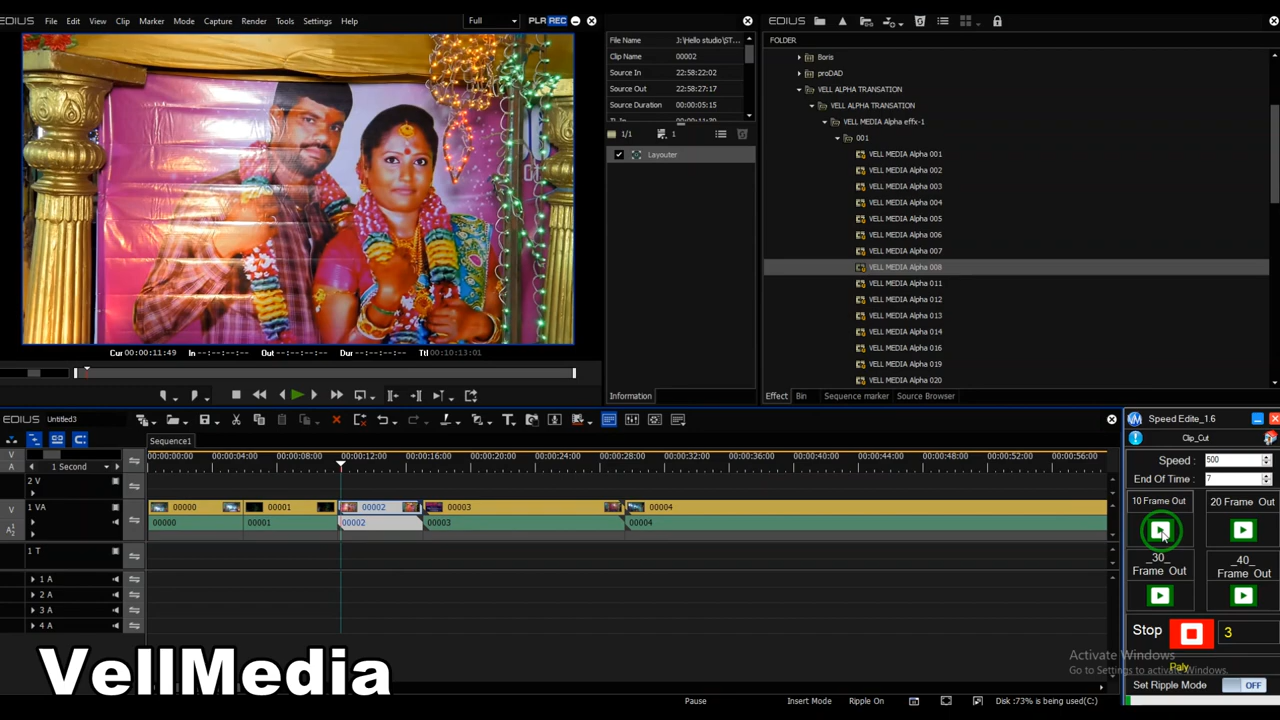 EDIUS File Edit View Clip Marker Mode Capture Render Tools Settings Help Full PLR REC
File Name J:\Hello studio\ST...
Clip Name 00002
Source In 22:58:22:02
Source Out 22:58:27:17
Source Duration 00:00:05:15
1/1 1
Layouter
Information
EDIUS
FOLDER
Boris
proDAD
VELL ALPHA TRANSATION
VELL ALPHA TRANSATION
VELL MEDIA Alpha effx-1
001
VELL MEDIA Alpha 001
VELL MEDIA Alpha 002
VELL MEDIA Alpha 003
VELL MEDIA Alpha 004
VELL MEDIA Alpha 005
VELL MEDIA Alpha 006
VELL MEDIA Alpha 007
VELL MEDIA Alpha 008
VELL MEDIA Alpha 011
VELL MEDIA Alpha 012
VELL MEDIA Alpha 013
VELL MEDIA Alpha 014
VELL MEDIA Alpha 016
VELL MEDIA Alpha 019
VELL MEDIA Alpha 020
Effect Bin Sequence marker Source Browser
Cur 00:00:11:49 In --:--:--:-- Out --:--:--:-- Dur --:--:--:-- Ttl 00:10:13:01
EDIUS Untitled3
Sequence1
V
A
1 Second
00:00:00:00 00:00:04:00 00:00:08:00 00:00:12:00 00:00:16:00 00:00:20:00 00:00:24:00 00:00:28:00 00:00:32:00 00:00:36:00 00:00:40:00 00:00:44:00 00:00:48:00 00:00:52:00 00:00:56:00
2 V
V 1 VA 00000 00001 00002 00003 00004
00000 00001 00002 00003 00004
1 T
1 A
2 A
3 A
4 A
Speed Edite_1.6
Clip_Cut
Speed : 500
End Of Time : 7
10 Frame Out 20 Frame Out
_30_ Frame Out _40_ Frame Out
Stop 3
Raly
Set Ripple Mode OFF
Activate Windows
Go to Settings to activate Windows.
VellMedia
Pause Insert Mode Ripple On Disk :73% is being used(C:)